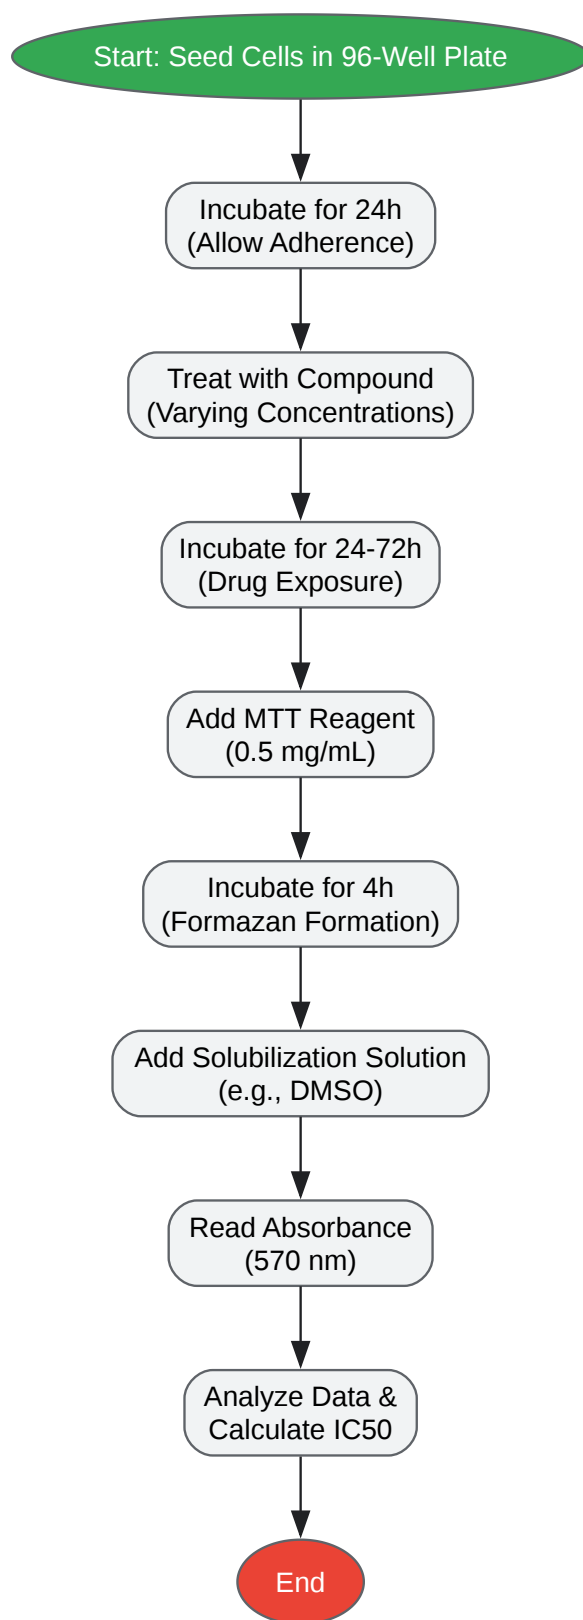 Start: Seed Cells in 96-Well Plate
Incubate for 24h
(Allow Adherence)
Treat with Compound
(Varying Concentrations)
Incubate for 24-72h
(Drug Exposure)
Add MTT Reagent
(0.5 mg/mL)
Incubate for 4h
(Formazan Formation)
Add Solubilization Solution
(e.g., DMSO)
Read Absorbance
(570 nm)
Analyze Data &
Calculate IC50
End